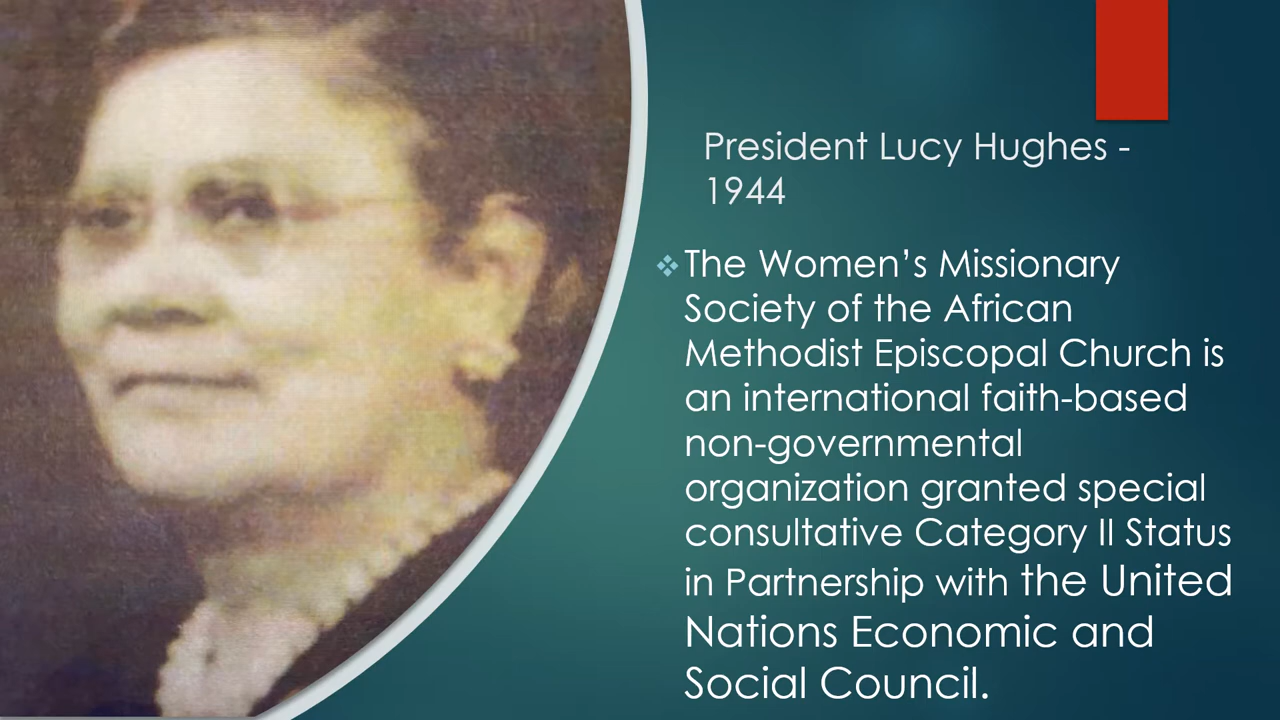 President Lucy Hughes -
1944
The Women’s Missionary
Society of the African
Methodist Episcopal Church is
an international faith-based
non-governmental
organization granted special
consultative Category II Status
in Partnership with the United
Nations Economic and
Social Council.